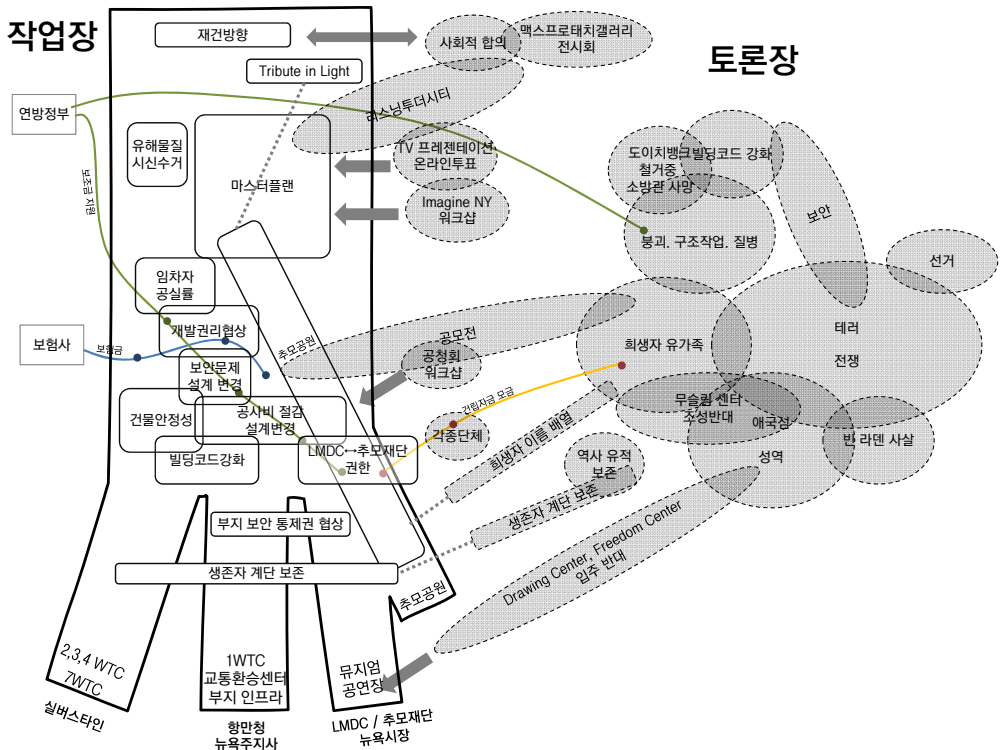 작업장
토론장
재건방향
사회적 합의
맥스프로태치갤러리
전시회
Tribute in Light
리스닝투더시티
연방정부
보조금 지원
유해물질
시신수거
마스터플랜
TV 프레젠테이션
온라인투표
Imagine NY
워크샵
도이치뱅크
철거중
소방관 사망
빌딩코드 강화
보안
붕괴, 구조작업, 질병
선거
테러
전쟁
임차자
공실률
개발권리협상
보험사
보험금
보안문제
설계 변경
추모공원
공모전
공청회
워크샵
희생자 유가족
건물안정성
공사비 절감
설계변경
빌딩코드강화
LMDC↔추모재단
권한
건립자금 모금
각종단체
희생자 이름 배열
무슬림 센터
조성반대
애국심
성역
반 라덴 사살
역사 유적
보존
생존자 계단 보존
부지 보안 통제권 협상
생존자 계단 보존
추모공원
Drawing Center, Freedom Center
입주 반대
2,3,4 WTC
7WTC
실버스타인
1WTC
교통환승센터
부지 인프라
항만청
뉴욕주지사
뮤지엄
공연장
LMDC / 추모재단
뉴욕시장